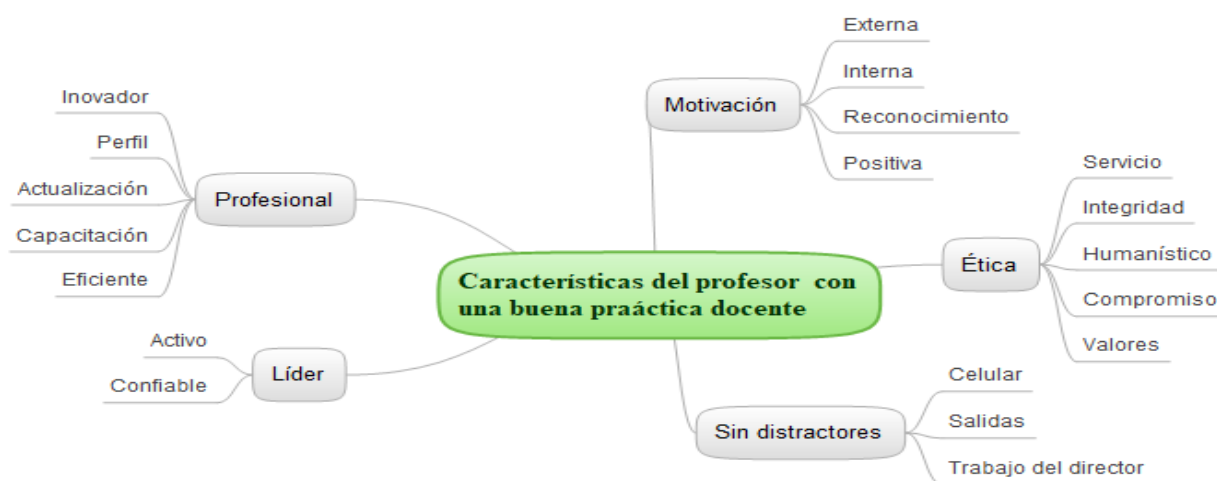 Características del profesor con
una buena praáctica docente
Motivación
Externa
Interna
Reconocimiento
Positiva
Ética
Servicio
Integridad
Humanístico
Compromiso
Valores
Sin distractores
Celular
Salidas
Trabajo del director
Profesional
Inovador
Perfil
Actualización
Capacitación
Eficiente
Líder
Activo
Confiable